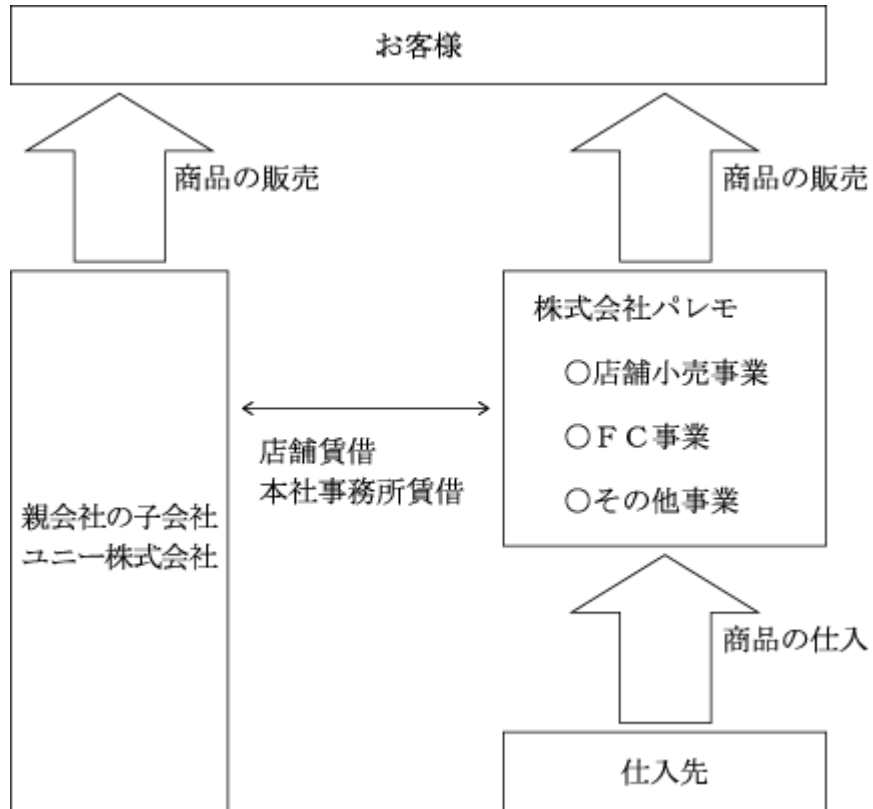 お客様
商品の販売
商品の販売
株式会社パレモ
○店舗小売事業
○ＦＣ事業
○その他事業
店舗賃借
本社事務所賃借
親会社の子会社
ユニー株式会社
商品の仕入
仕入先